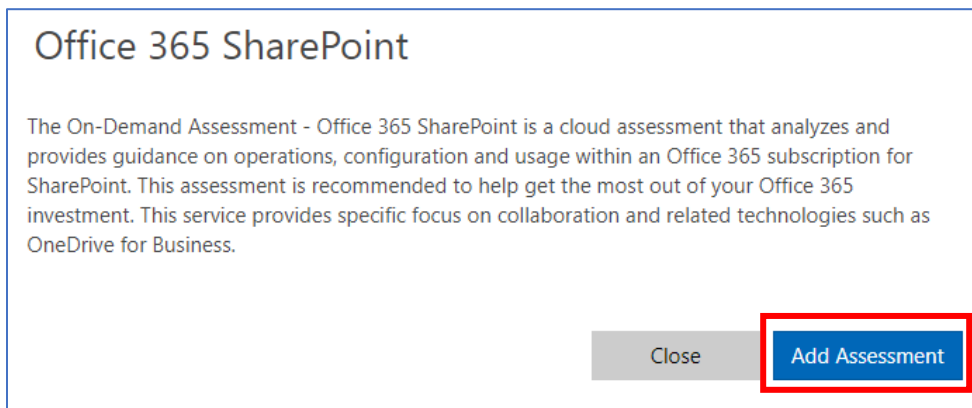 Office 365 SharePoint
The On-Demand Assessment - Office 365 SharePoint is a cloud assessment that analyzes and
provides guidance on operations, configuration and usage within an Office 365 subscription for
SharePoint. This assessment is recommended to help get the most out of your Office 365
investment. This service provides specific focus on collaboration and related technologies such as
OneDrive for Business.
Close
Add Assessment